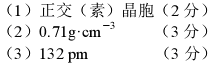 （1）正交（素）晶胞（2 分）
（2）0.71g·cm⁻³ （3 分）
（3）132 pm （3 分）